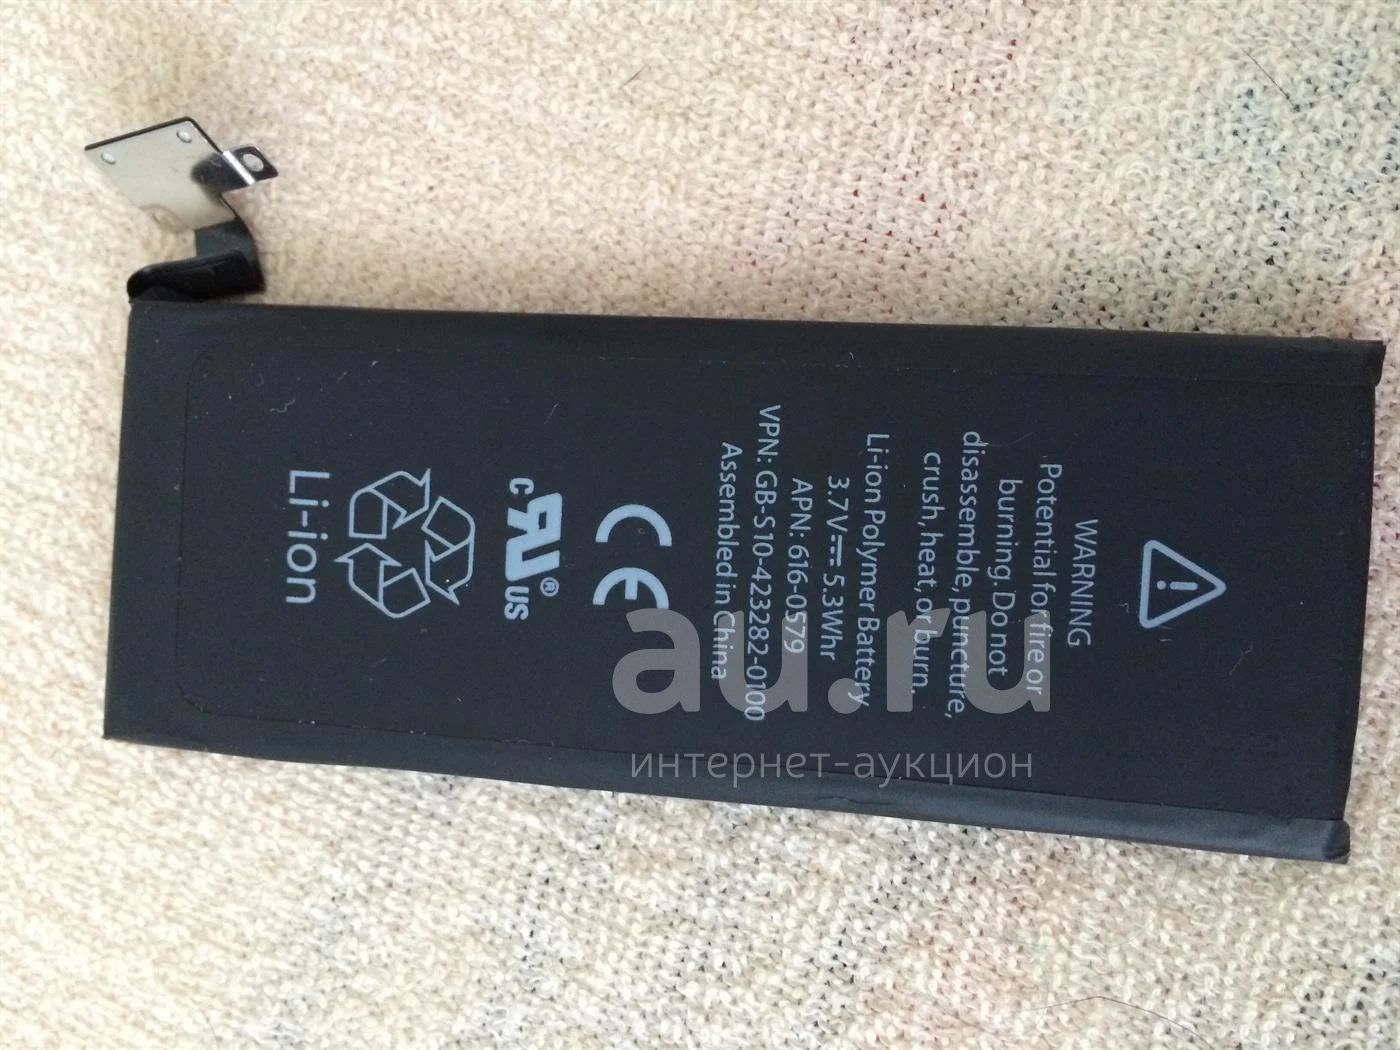 WARNING
Potential for fire or
burning. Do not
disassemble, puncture,
crush, heat, or burn.
Li-ion Polymer Battery
3.7V⎓5.3Whr
APN: 616-0579
VPN: GB-S10-423282-0100
Assembled in China
CE
c RU® US
Li-ion
au.ru
интернет-аукцион